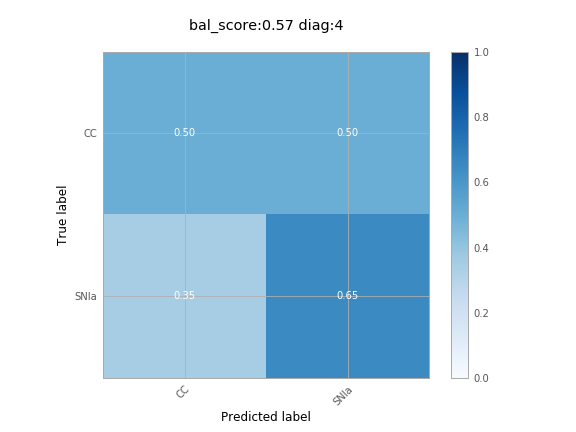 bal_score:0.57 diag:4
1.0
0.8
CC
0.50
0.50
0.6
True label
0.4
SNIa
0.35
0.65
0.2
0.0
CC
SNIa
Predicted label